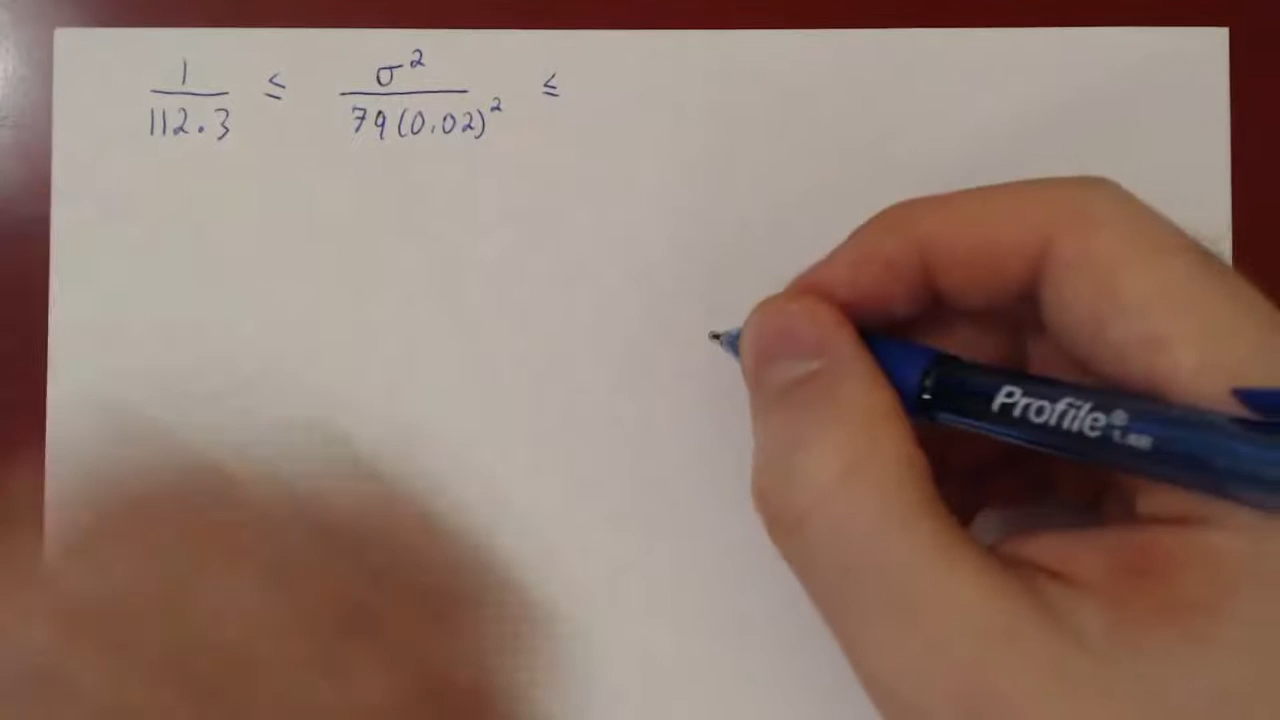 1/112.3 ≤ σ²/79(0.02)² ≤
Profile®